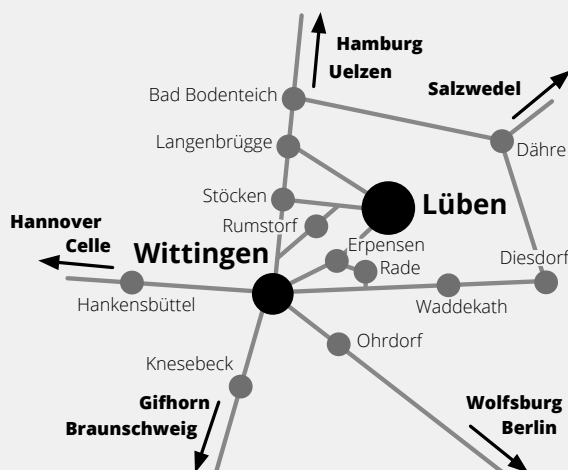 Hamburg
Uelzen
Salzwedel
Bad Bodenteich
Langenbrügge
Dähre
Stöcken
Lüben
Rumstorf
Hannover
Celle
Wittingen
Erpensen
Rade
Diesdorf
Hankensbüttel
Waddekath
Ohrdorf
Knesebeck
Gifhorn
Braunschweig
Wolfsburg
Berlin